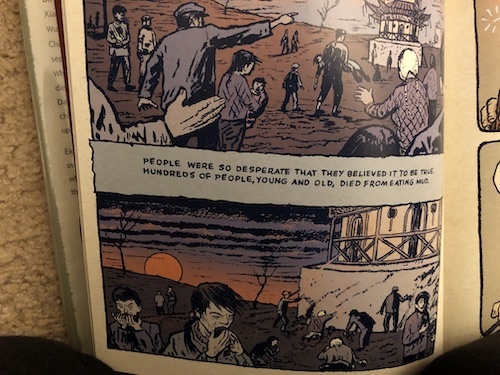 PEOPLE WERE SO DESPERATE THAT THEY BELIEVED IT TO BE TRUE.
HUNDREDS OF PEOPLE, YOUNG AND OLD, DIED FROM EATING MUD.